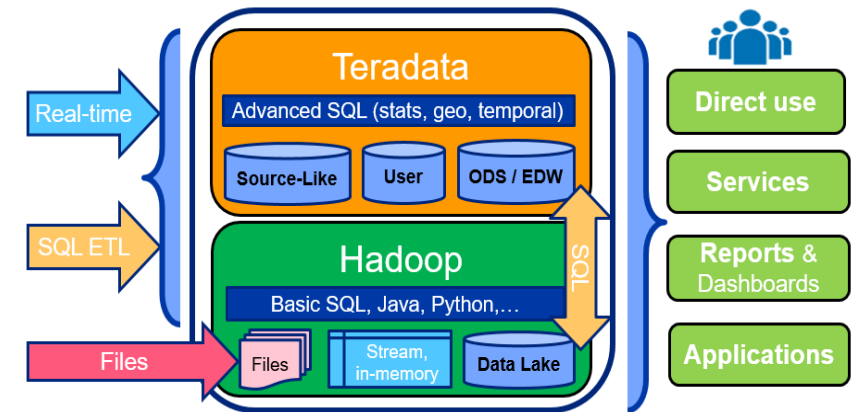 Real-time
SQL ETL
Files
Teradata
Advanced SQL (stats, geo, temporal)
Source-Like
User
ODS / EDW
SQL
Hadoop
Basic SQL, Java, Python,...
Files
Stream,
in-memory
Data Lake
Direct use
Services
Reports &
Dashboards
Applications